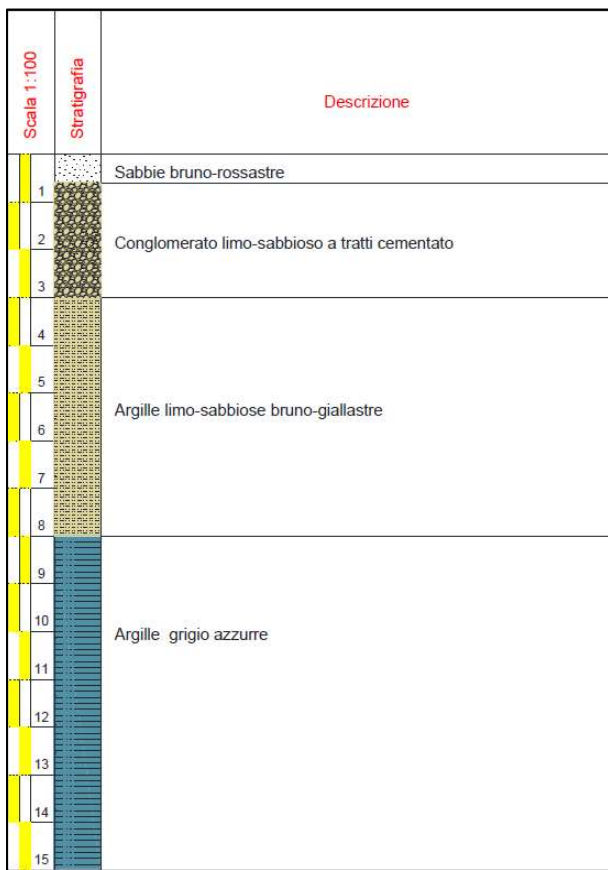 Scala 1:100
Stratigrafia
Descrizione
Sabbie bruno-rossastre
1
2
Conglomerato limo-sabbioso a tratti cementato
3
4
5
Argille limo-sabbiose bruno-giallastre
6
7
8
9
10
Argille grigio azzurre
11
12
13
14
15